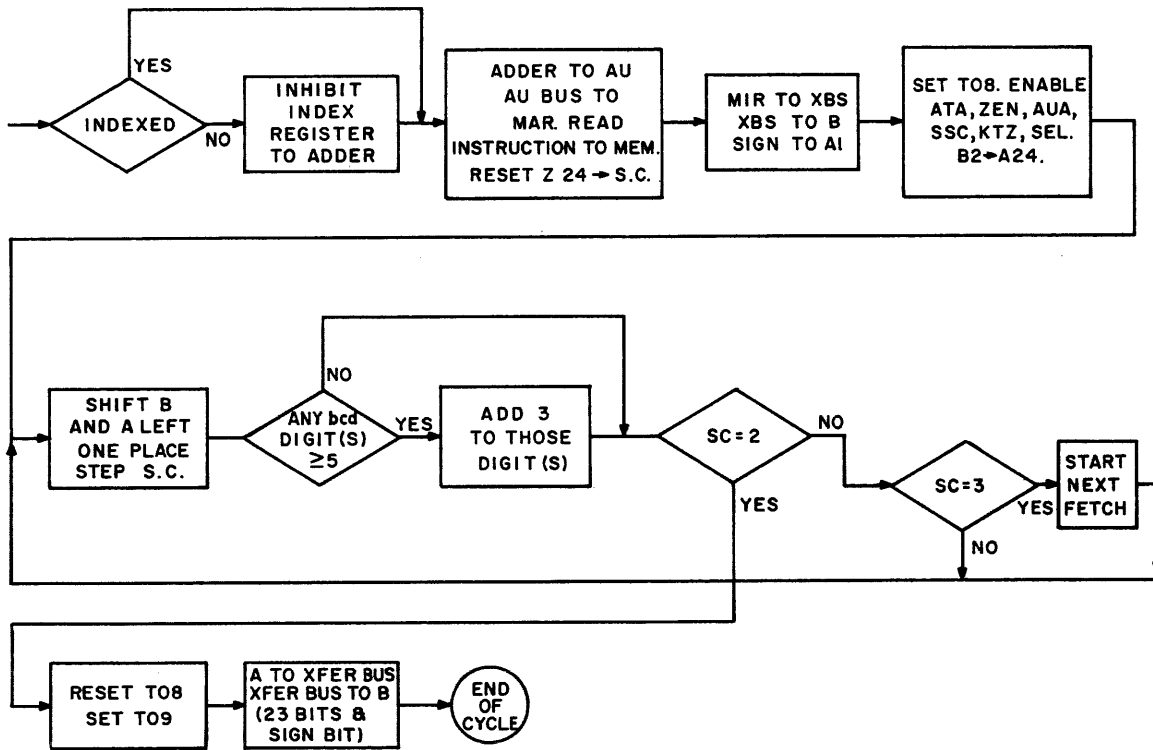 YES
INDEXED
NO
INHIBIT
INDEX
REGISTER
TO ADDER
ADDER TO AU
AU BUS TO
MAR. READ
INSTRUCTION TO MEM.
RESET Z 24 → S.C.
MIR TO XBS
XBS TO B
SIGN TO A1
SET T08. ENABLE
ATA, ZEN, AUA,
SSC, KTZ, SEL.
B2→A24.
SHIFT B
AND A LEFT
ONE PLACE
STEP S.C.
NO
ANY bcd
DIGIT(S)
≥5
YES
ADD 3
TO THOSE
DIGIT(S)
SC=2
NO
YES
SC=3
YES
NO
START
NEXT
FETCH
RESET T08
SET T09
A TO XFER BUS
XFER BUS TO B
(23 BITS &
SIGN BIT)
END
OF
CYCLE